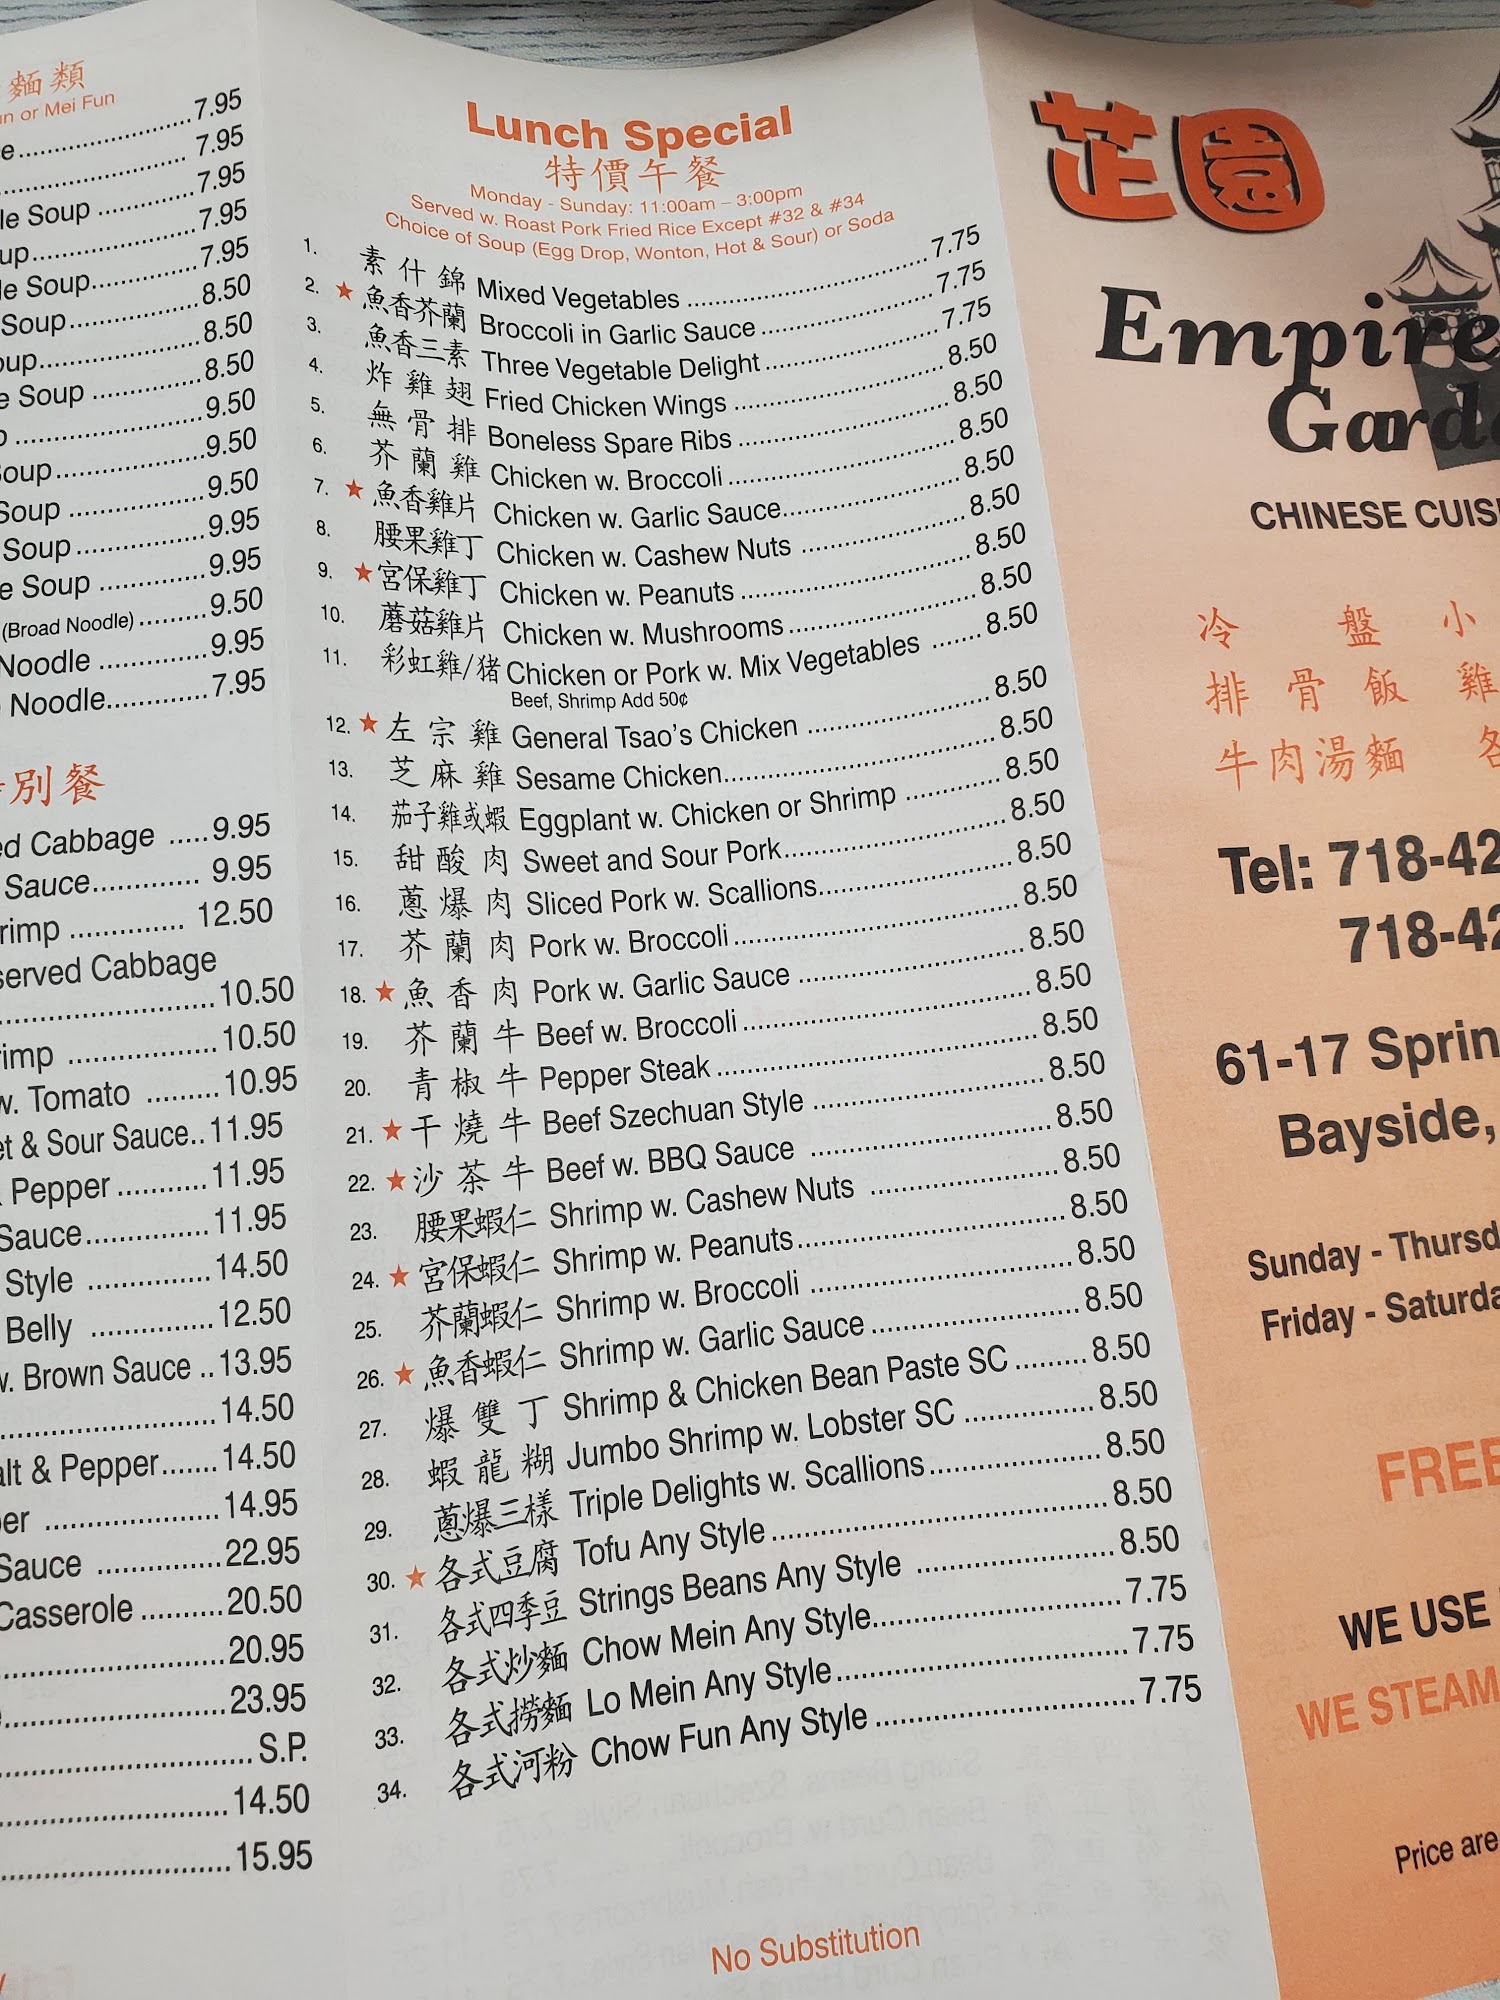 麵類
or Mei Fun
7.95
7.95
Soup 7.95
7.95
Soup 7.95
Soup 8.50
8.50
Soup 8.50
9.50
9.50
Soup 9.50
Soup 9.95
Soup 9.95
(Broad Noodle) 9.50
Noodle 9.95
Noodle 7.95
別餐
Cabbage 9.95
Sauce 9.95
12.50
Cabbage
10.50
10.50
w. Tomato 10.95
& Sour Sauce 11.95
Pepper 11.95
Sauce 11.95
Style 14.50
Belly 12.50
w. Brown Sauce 13.95
14.50
& Pepper 14.50
14.95
Sauce 22.95
Casserole 20.50
20.95
23.95
S.P.
14.50
15.95
Lunch Special
特價午餐
Monday - Sunday: 11:00am – 3:00pm
Served w. Roast Pork Fried Rice Except #32 & #34
Choice of Soup (Egg Drop, Wonton, Hot & Sour) or Soda
1. 素什錦 Mixed Vegetables 7.75
2. ★ 魚香芥蘭 Broccoli in Garlic Sauce 7.75
3. 魚香三素 Three Vegetable Delight 7.75
4. 炸雞翅 Fried Chicken Wings 8.50
5. 無骨排 Boneless Spare Ribs 8.50
6. 芥蘭雞 Chicken w. Broccoli 8.50
7. ★ 魚香雞片 Chicken w. Garlic Sauce 8.50
8. 腰果雞丁 Chicken w. Cashew Nuts 8.50
9. ★ 宮保雞丁 Chicken w. Peanuts 8.50
10. 蘑菇雞片 Chicken w. Mushrooms 8.50
11. 彩虹雞/猪 Chicken or Pork w. Mix Vegetables 8.50
Beef, Shrimp Add 50¢
12. ★ 左宗雞 General Tsao's Chicken 8.50
13. 芝麻雞 Sesame Chicken 8.50
14. 茄子雞或蝦 Eggplant w. Chicken or Shrimp 8.50
15. 甜酸肉 Sweet and Sour Pork 8.50
16. 蔥爆肉 Sliced Pork w. Scallions 8.50
17. 芥蘭肉 Pork w. Broccoli 8.50
18. ★ 魚香肉 Pork w. Garlic Sauce 8.50
19. 芥蘭牛 Beef w. Broccoli 8.50
20. 青椒牛 Pepper Steak 8.50
21. ★ 干燒牛 Beef Szechuan Style 8.50
22. ★ 沙茶牛 Beef w. BBQ Sauce 8.50
23. 腰果蝦仁 Shrimp w. Cashew Nuts 8.50
24. ★ 宮保蝦仁 Shrimp w. Peanuts 8.50
25. 芥蘭蝦仁 Shrimp w. Broccoli 8.50
26. ★ 魚香蝦仁 Shrimp w. Garlic Sauce 8.50
27. 爆雙丁 Shrimp & Chicken Bean Paste SC 8.50
28. 蝦龍糊 Jumbo Shrimp w. Lobster SC 8.50
29. 蔥爆三樣 Triple Delights w. Scallions 8.50
30. ★ 各式豆腐 Tofu Any Style 8.50
31. 各式四季豆 Strings Beans Any Style 8.50
32. 各式炒麵 Chow Mein Any Style 7.75
33. 各式撈麵 Lo Mein Any Style 7.75
34. 各式河粉 Chow Fun Any Style 7.75
No Substitution
芷園
Empire
Garde
CHINESE CUIS
冷盤小
排骨飯雞
牛肉湯麵 各
Tel: 718-42
718-42
61-17 Sprin
Bayside,
Sunday - Thursd
Friday - Saturda
FREE
WE USE
WE STEAM
Price are